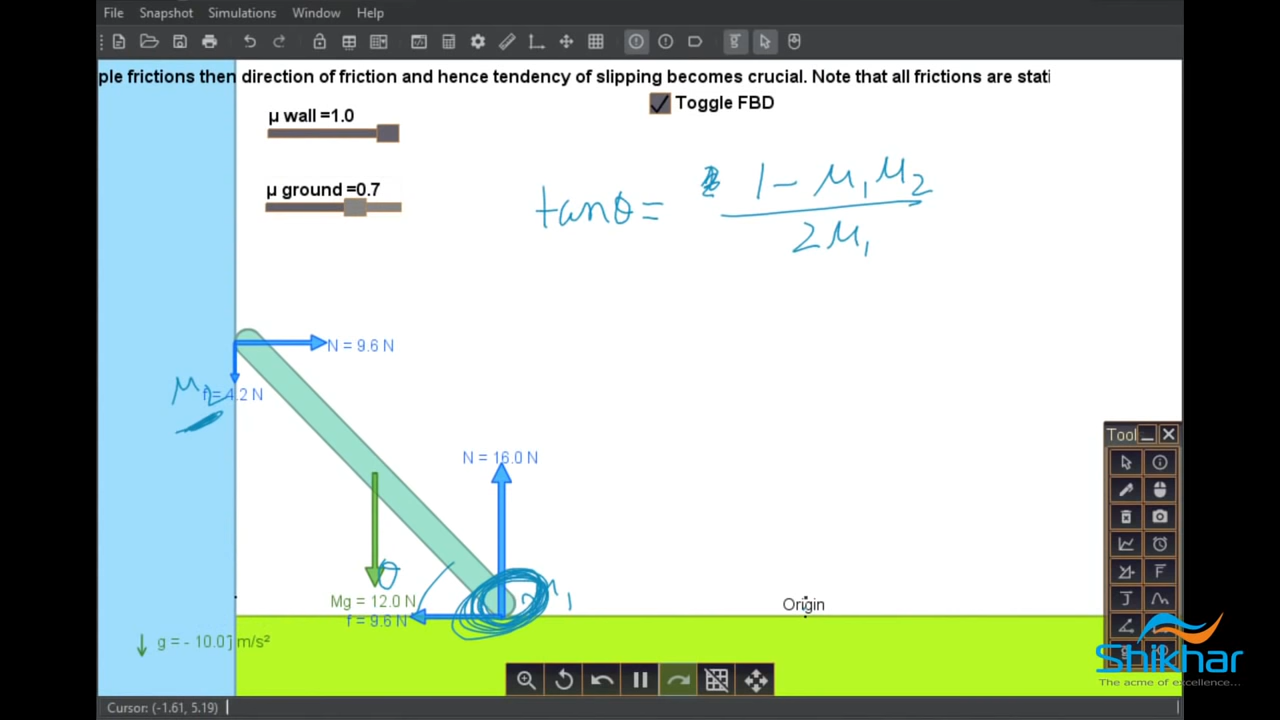 File Snapshot Simulations Window Help
ple frictions then direction of friction and hence tendency of slipping becomes crucial. Note that all frictions are stati
μ wall =1.0
Toggle FBD
μ ground =0.7
tanθ = 1 - μ₁μ₂
2μ₁
N = 9.6 N
μ₂
f = 4.2 N
N = 16.0 N
Tool
θ
μ₁
Mg = 12.0 N
f = 9.6 N
Origin
g = - 10.0 m/s²
Shikhar
The acme of excellence...
Cursor: (-1.61, 5.19)